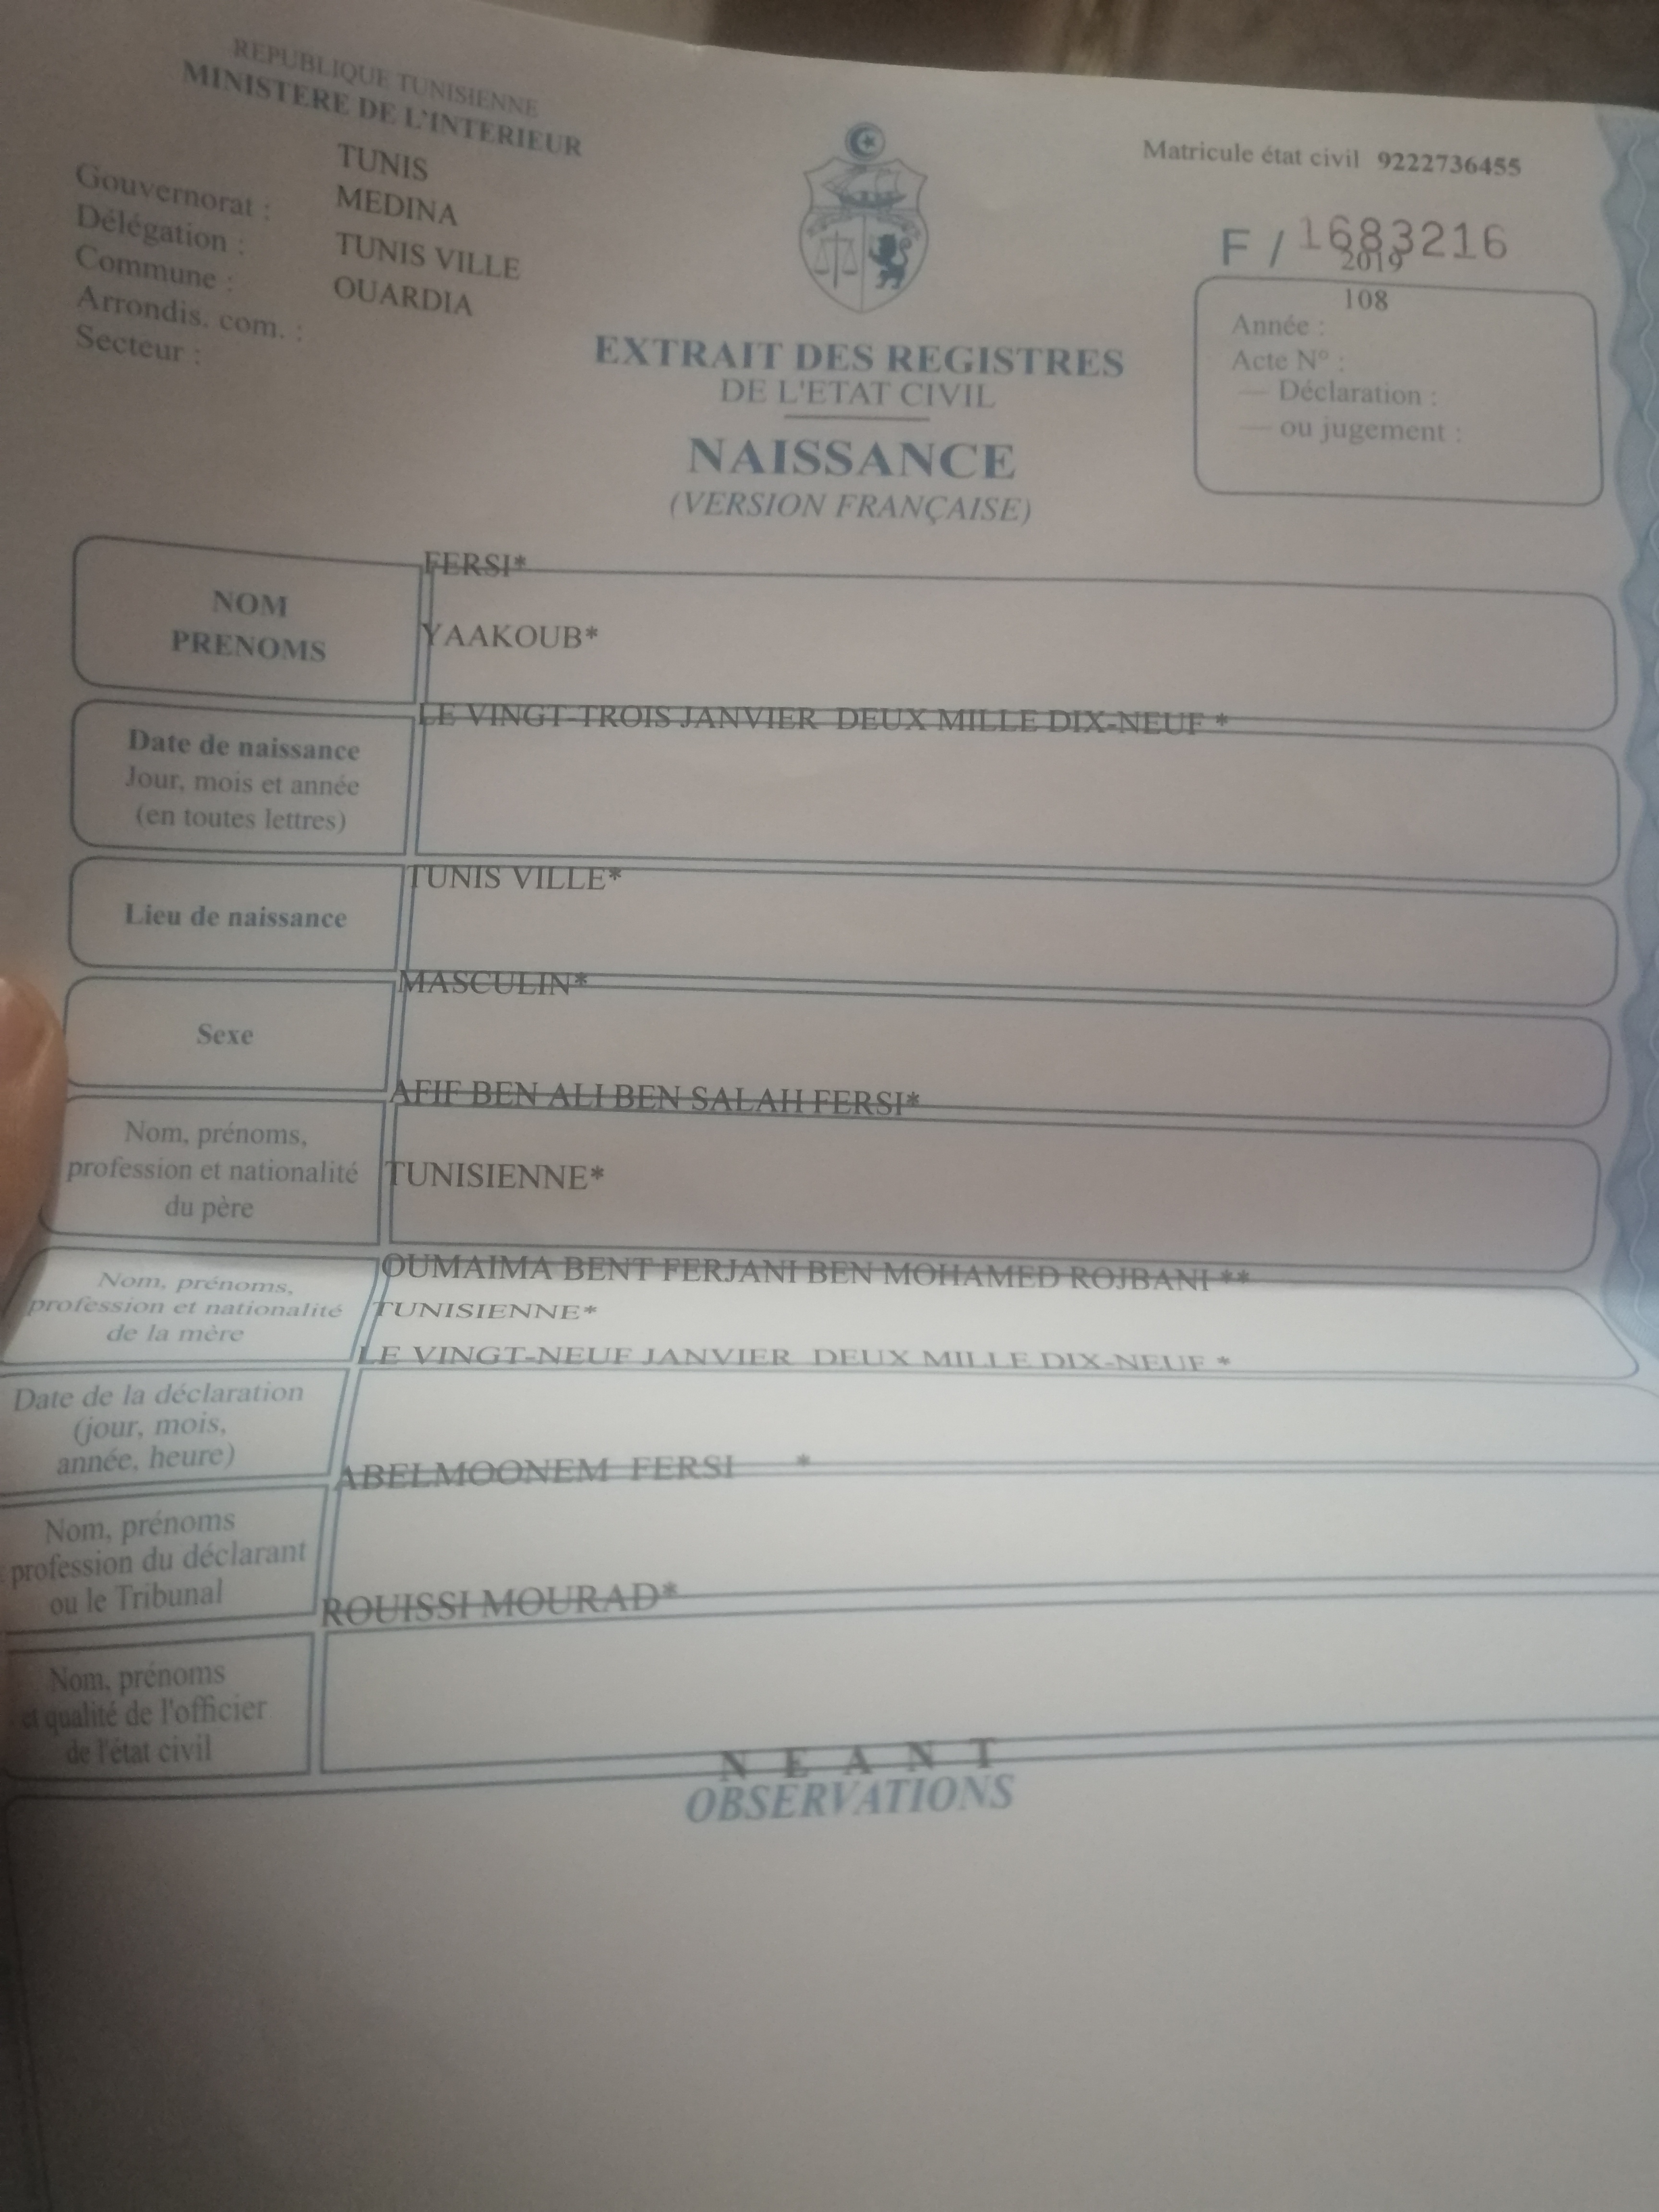 REPUBLIQUE TUNISIENNE
MINISTERE DE L'INTERIEUR
Gouvernorat : TUNIS
Délégation : MEDINA
Commune : TUNIS VILLE
Arrondis. com. : OUARDIA
Secteur :
Matricule état civil 9222736455
F / 1683216
2019
108
Année :
Acte N° :
— Déclaration :
— ou jugement :
EXTRAIT DES REGISTRES
DE L'ETAT CIVIL
NAISSANCE
(VERSION FRANÇAISE)
NOM
PRENOMS
FERSI*
YAAKOUB*
Date de naissance
Jour, mois et année
(en toutes lettres)
LE VINGT-TROIS JANVIER DEUX MILLE DIX-NEUF *
Lieu de naissance
TUNIS VILLE*
Sexe
MASCULIN*
Nom, prénoms,
profession et nationalité
du père
AFIF BEN ALI BEN SALAH FERSI*
TUNISIENNE*
Nom, prénoms,
profession et nationalité
de la mère
OUMAIMA BENT FERJANI BEN MOHAMED ROJBANI **
TUNISIENNE*
Date de la déclaration
(jour, mois,
année, heure)
LE VINGT-NEUF JANVIER DEUX MILLE DIX-NEUF *
Nom, prénoms
profession du déclarant
ou le Tribunal
ABELMOONEM FERSI *
Nom, prénoms
et qualité de l'officier
de l'état civil
ROUISSI MOURAD*
N E A N T
OBSERVATIONS